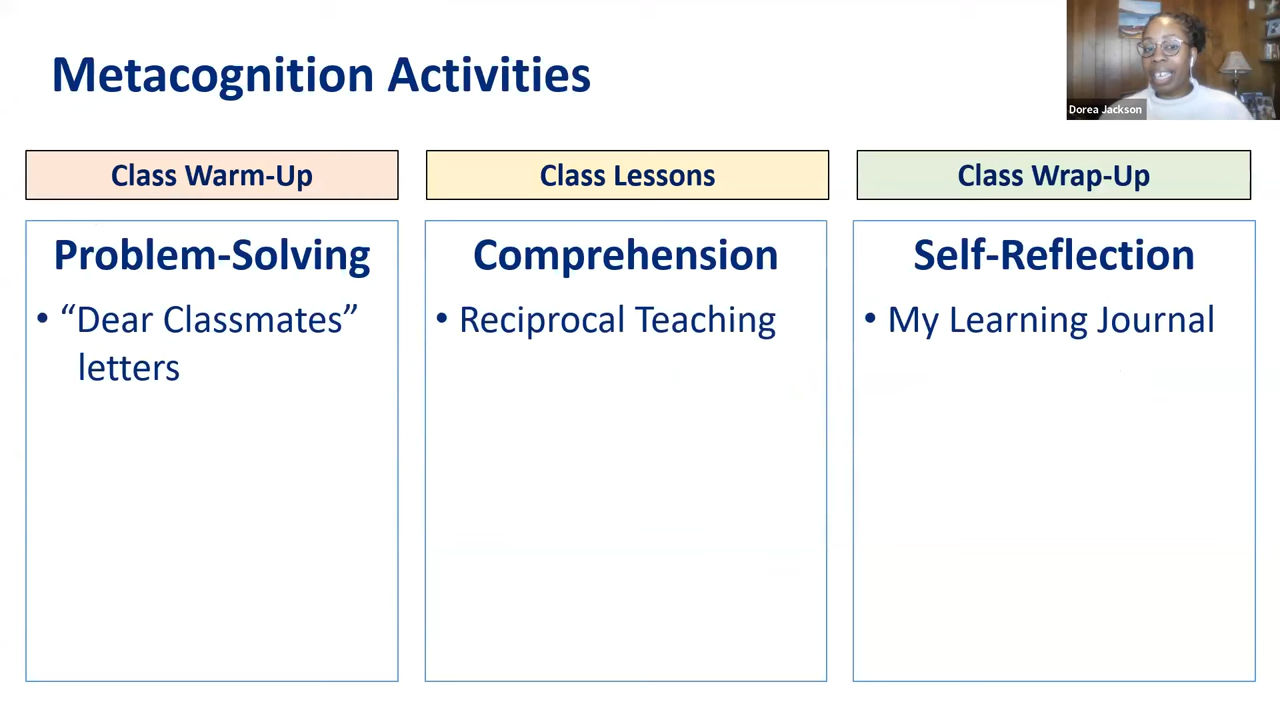 Metacognition Activities
Dorea Jackson
Class Warm-Up
Class Lessons
Class Wrap-Up
Problem-Solving
• “Dear Classmates”
letters
Comprehension
• Reciprocal Teaching
Self-Reflection
• My Learning Journal